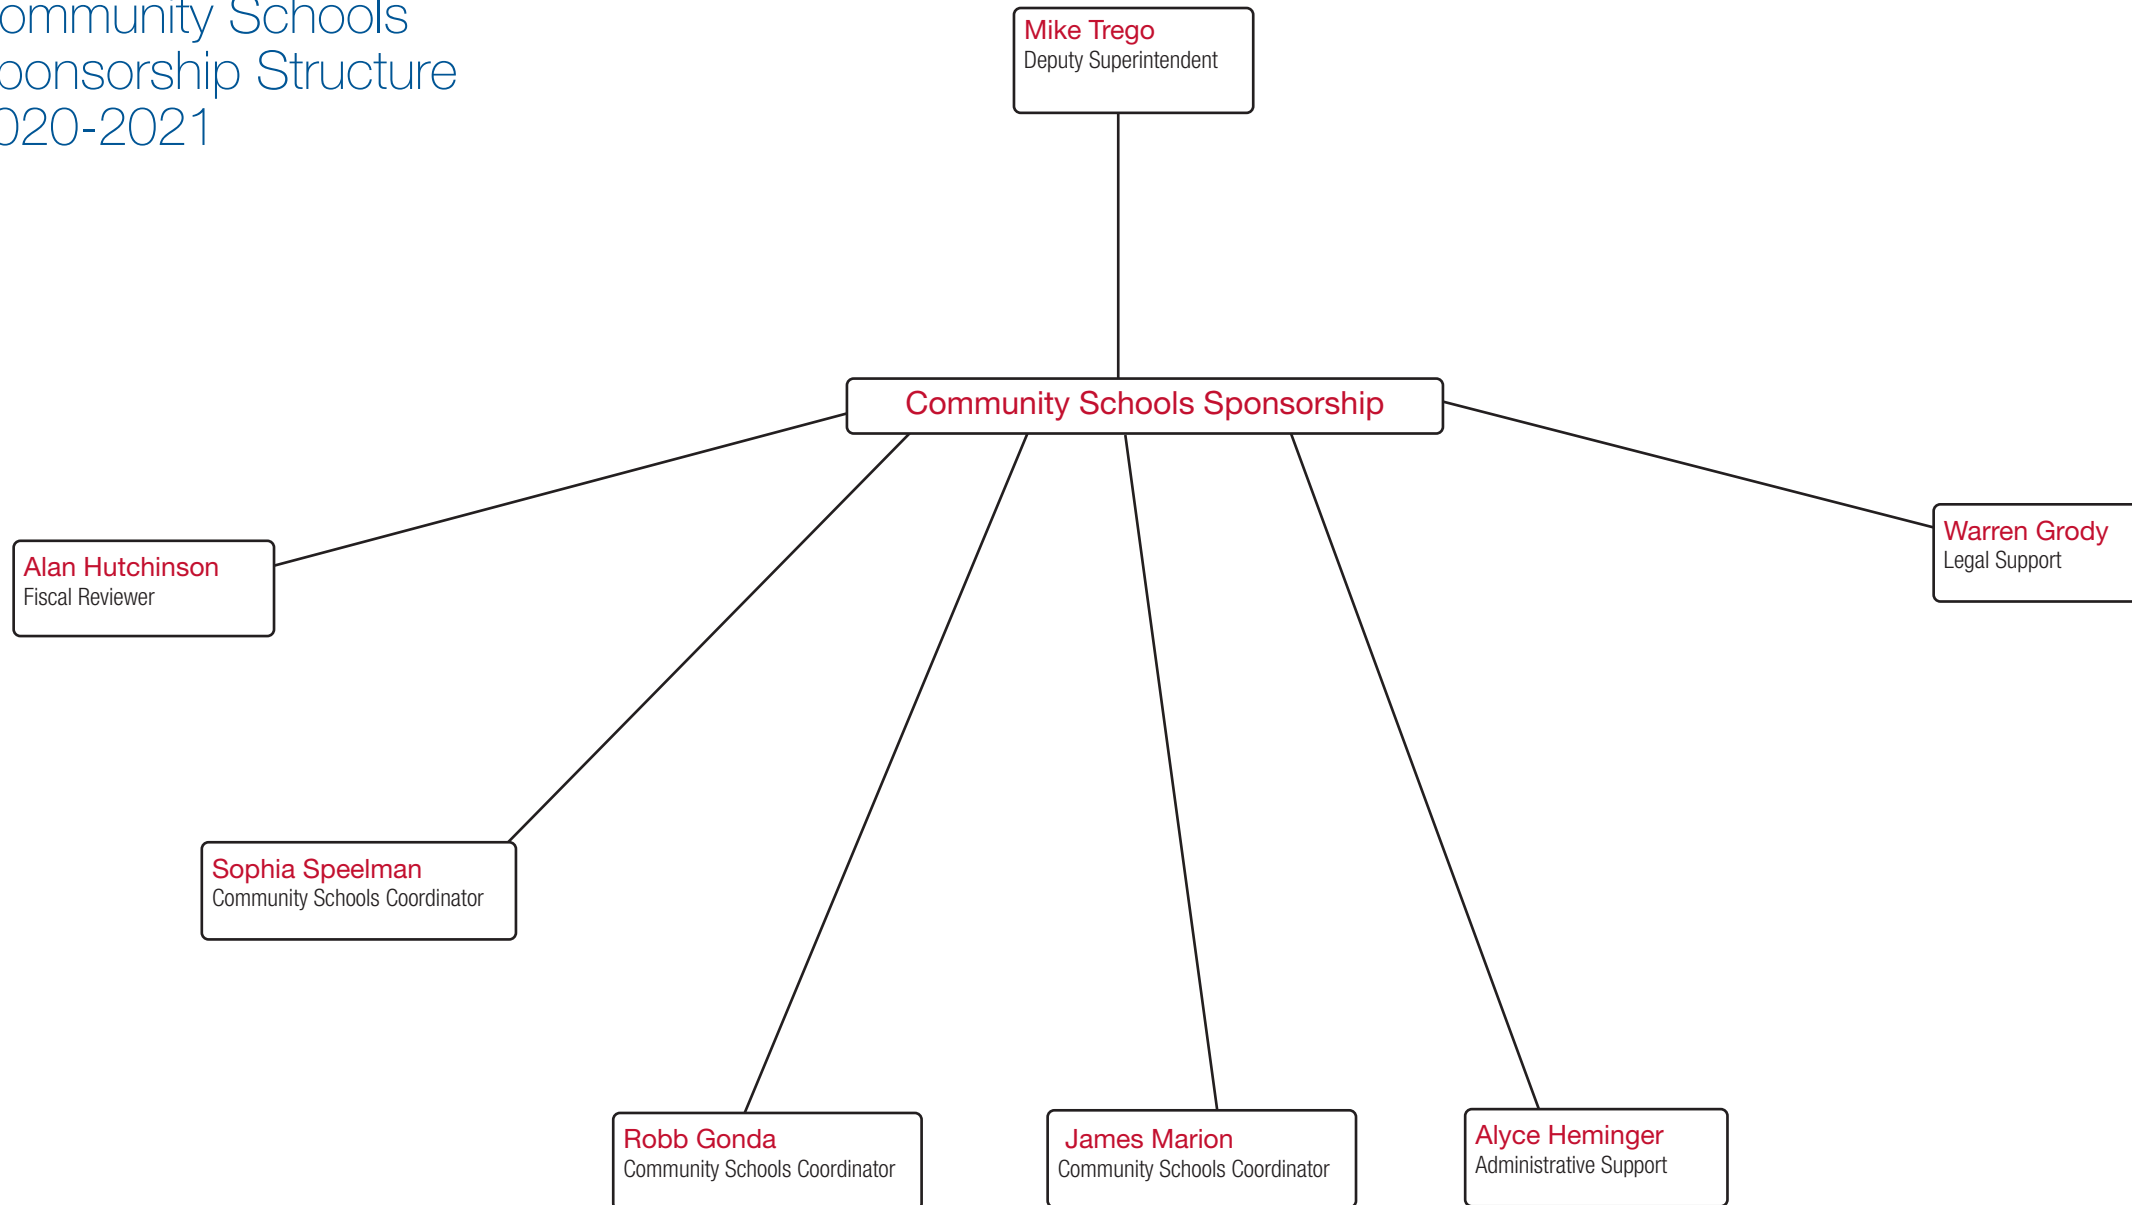 ommunity Schools
ponsorship Structure
020-2021
Mike Trego
Deputy Superintendent
Community Schools Sponsorship
Warren Grody
Legal Support
Alan Hutchinson
Fiscal Reviewer
Sophia Speelman
Community Schools Coordinator
Robb Gonda
Community Schools Coordinator
James Marion
Community Schools Coordinator
Alyce Heminger
Administrative Support